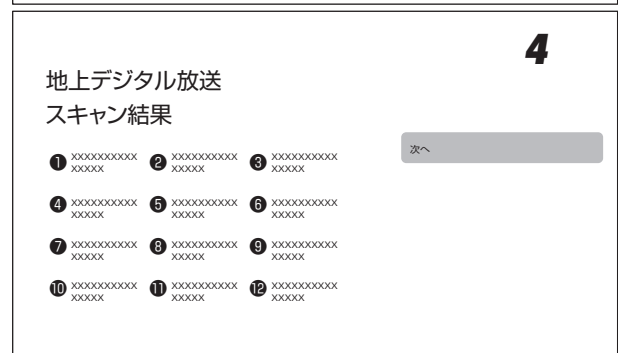 4
地上デジタル放送
スキャン結果
次へ
❶ xxxxxxxxxx ❷ xxxxxxxxxx ❸ xxxxxxxxxx
xxxxx xxxxx xxxxx
❹ xxxxxxxxxx ❺ xxxxxxxxxx ❻ xxxxxxxxxx
xxxxx xxxxx xxxxx
❼ xxxxxxxxxx ❽ xxxxxxxxxx ❾ xxxxxxxxxx
xxxxx xxxxx xxxxx
❿ xxxxxxxxxx ⓫ xxxxxxxxxx ⓬ xxxxxxxxxx
xxxxx xxxxx xxxxx